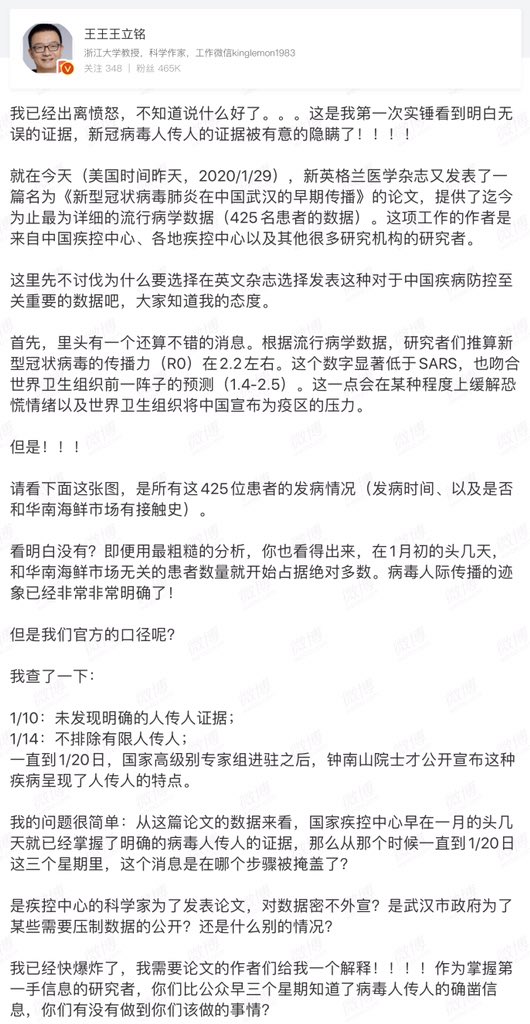 王王王立铭
浙江大学教授，科学作家，工作微信kinglemon1983
关注 348 ｜ 粉丝 465K
我已经出离愤怒，不知道说什么好了。。。这是我第一次实锤看到明白无
误的证据，新冠病毒人传人的证据被有意的隐瞒了！！！！
就在今天（美国时间昨天，2020/1/29），新英格兰医学杂志又发表了一
篇名为《新型冠状病毒肺炎在中国武汉的早期传播》的论文，提供了迄今
为止最为详细的流行病学数据（425名患者的数据）。这项工作的作者是
来自中国疾控中心、各地疾控中心以及其他很多研究机构的研究者。
这里先不讨伐为什么要选择在英文杂志选择发表这种对于中国疾病防控至
关重要的数据吧，大家知道我的态度。
首先，里头有一个还算不错的消息。根据流行病学数据，研究者们推算新
型冠状病毒的传播力（R0）在2.2左右。这个数字显著低于SARS，也吻合
世界卫生组织前一阵子的预测（1.4-2.5）。这一点会在某种程度上缓解恐
慌情绪以及世界卫生组织将中国宣布为疫区的压力。
但是！！！
请看下面这张图，是所有这425位患者的发病情况（发病时间、以及是否
和华南海鲜市场有接触史）。
看明白没有？即便用最粗糙的分析，你也看得出来，在1月初的头几天，
和华南海鲜市场无关的患者数量就开始占据绝对多数。病毒人际传播的迹
象已经非常非常明确了！
但是我们官方的口径呢？
我查了一下：
1/10：未发现明确的人传人证据；
1/14：不排除有限人传人；
一直到1/20日，国家高级别专家组进驻之后，钟南山院士才公开宣布这种
疾病呈现了人传人的特点。
我的问题很简单：从这篇论文的数据来看，国家疾控中心早在一月的头几
天就已经掌握了明确的病毒人传人的证据，那么从那个时候一直到1/20日
这三个星期里，这个消息是在哪个步骤被掩盖了？
是疾控中心的科学家为了发表论文，对数据密不外宣？是武汉市政府为了
某些需要压制数据的公开？还是什么别的情况？
我已经快爆炸了，我需要论文的作者们给我一个解释！！！！作为掌握第
一手信息的研究者，你们比公众早三个星期知道了病毒人传人的确凿信
息，你们有没有做到你们该做的事情？